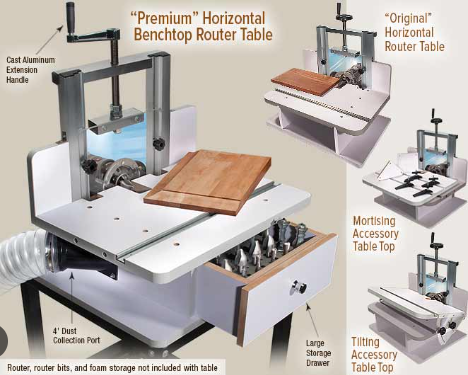 “Premium” Horizontal
Benchtop Router Table
“Original”
Horizontal
Router Table
Cast Aluminum
Extension
Handle
Mortising
Accessory
Table Top
4' Dust
Collection Port
Large
Storage
Drawer
Tilting
Accessory
Table Top
Router, router bits, and foam storage not included with table